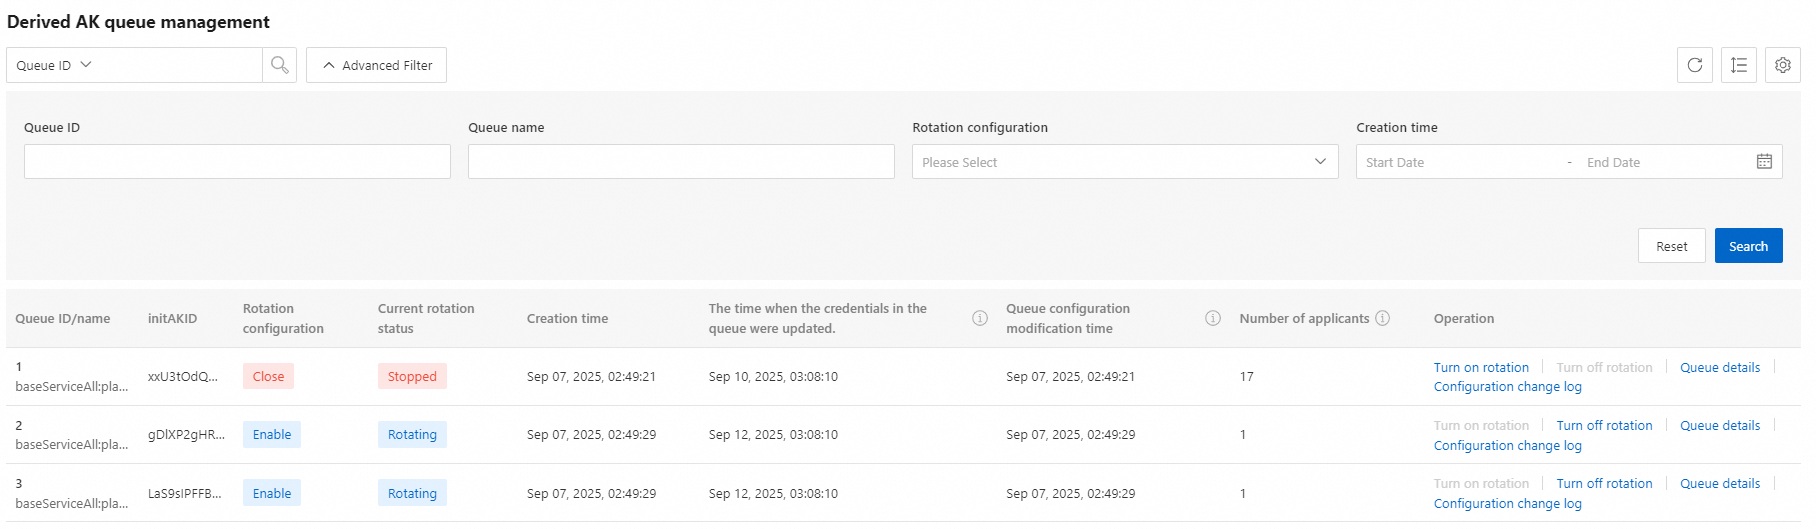 Derived AK queue management
Queue ID
Advanced Filter
Queue ID
Queue name
Rotation configuration
Creation time
Please Select
Start Date - End Date
Reset
Search
Queue ID/name
initAKID
Rotation
configuration
Current rotation
status
Creation time
The time when the credentials in the
queue were updated.
Queue configuration
modification time
Number of applicants
Operation
1
baseServiceAll:pla...
xxU3tOdQ...
Close
Stopped
Sep 07, 2025, 02:49:21
Sep 10, 2025, 03:08:10
Sep 07, 2025, 02:49:21
17
Turn on rotation
Turn off rotation
Queue details
Configuration change log
2
baseServiceAll:pla...
gDlXP2gHR...
Enable
Rotating
Sep 07, 2025, 02:49:29
Sep 12, 2025, 03:08:10
Sep 07, 2025, 02:49:29
1
Turn on rotation
Turn off rotation
Queue details
Configuration change log
3
baseServiceAll:pla...
LaS9sIPFFB...
Enable
Rotating
Sep 07, 2025, 02:49:29
Sep 12, 2025, 03:08:10
Sep 07, 2025, 02:49:29
1
Turn on rotation
Turn off rotation
Queue details
Configuration change log